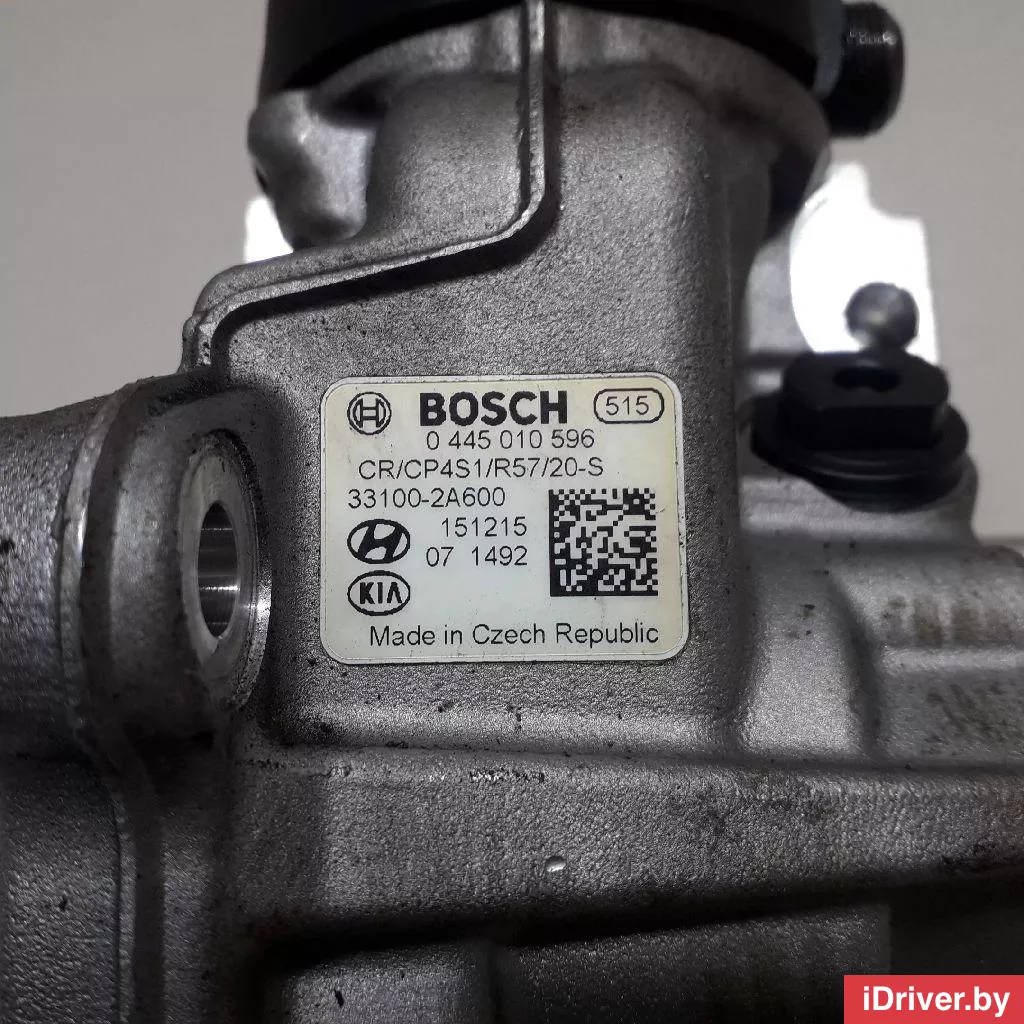 BOSCH 515
0 445 010 596
CR/CP4S1/R57/20-S
33100-2A600
151215
07 1492
KIA
Made in Czech Republic
iDriver.by